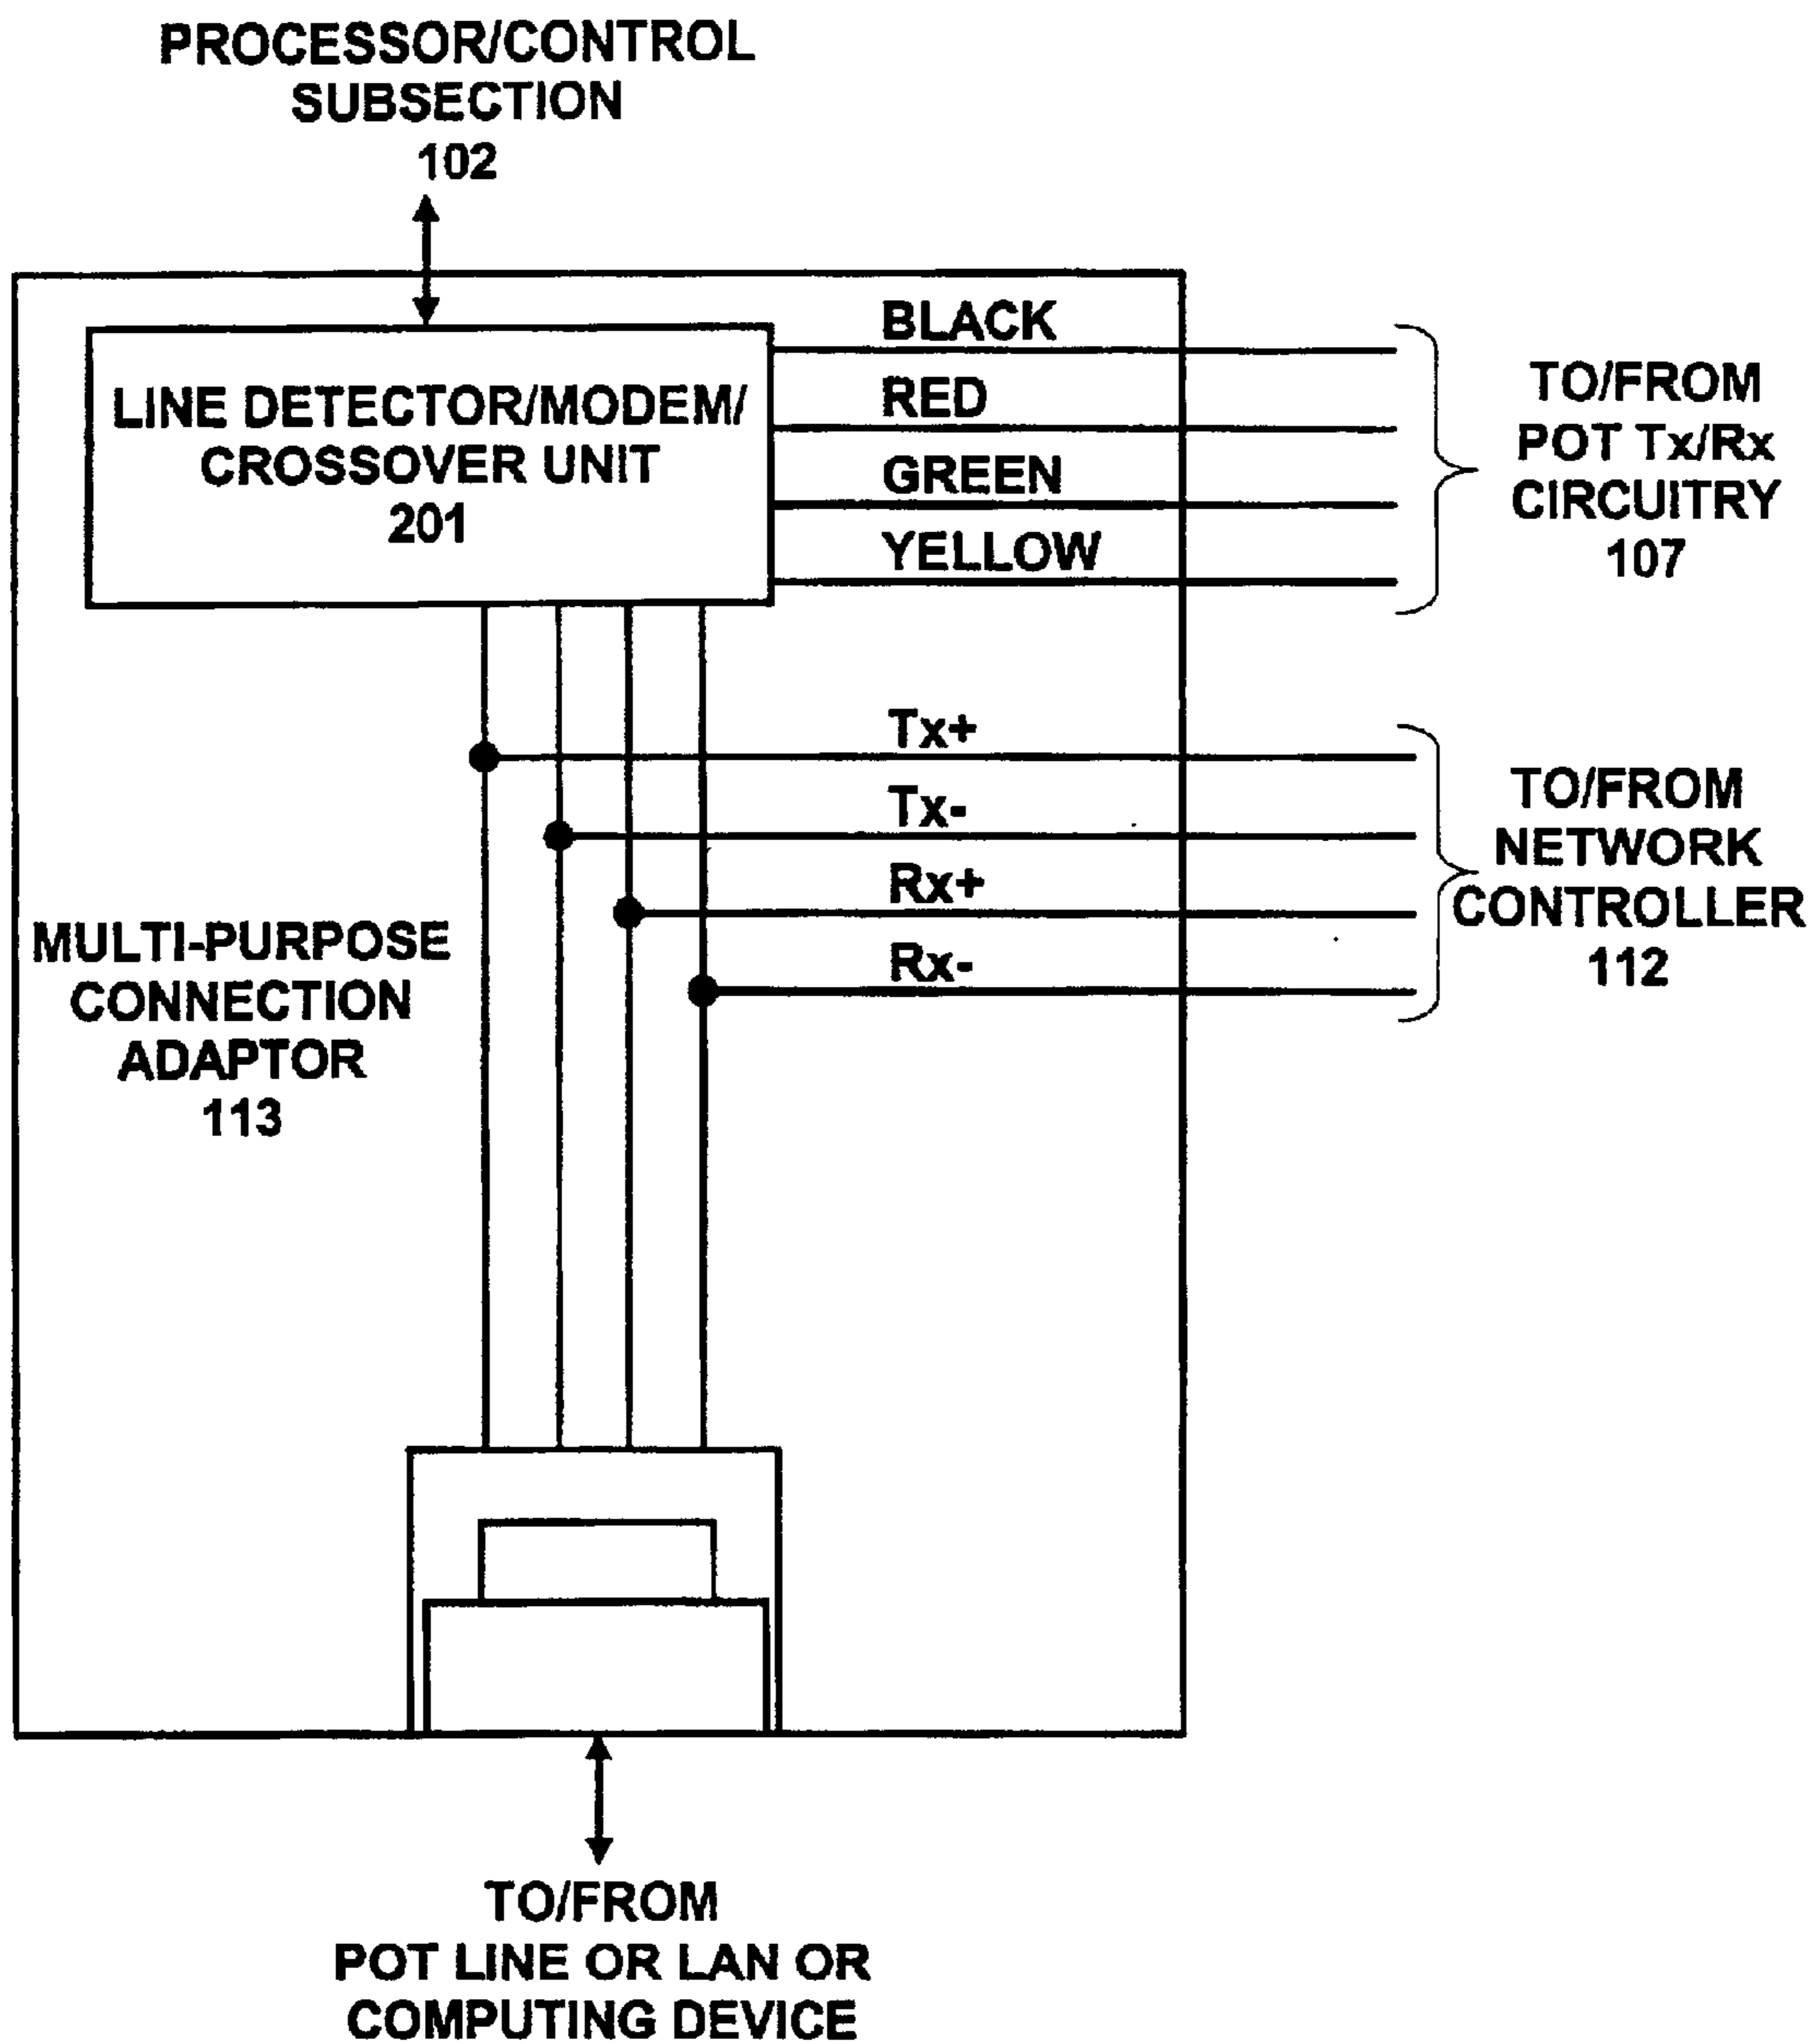 PROCESSOR/CONTROL
SUBSECTION
102
LINE DETECTOR/MODEM/
CROSSOVER UNIT
201
BLACK
RED
GREEN
YELLOW
TO/FROM
POT Tx/Rx
CIRCUITRY
107
Tx+
Tx-
Rx+
Rx-
TO/FROM
NETWORK
CONTROLLER
112
MULTI-PURPOSE
CONNECTION
ADAPTOR
113
TO/FROM
POT LINE OR LAN OR
COMPUTING DEVICE